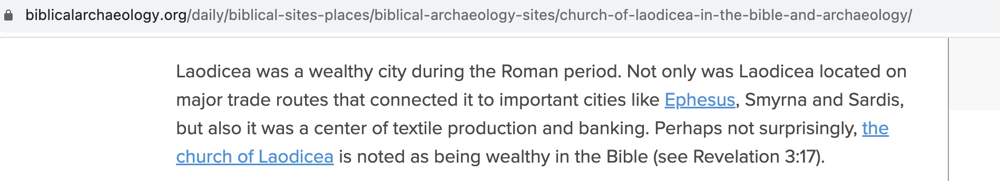 biblicalarchaeology.org/daily/biblical-sites-places/biblical-archaeology-sites/church-of-laodicea-in-the-bible-and-archaeology/
Laodicea was a wealthy city during the Roman period. Not only was Laodicea located on
major trade routes that connected it to important cities like Ephesus, Smyrna and Sardis,
but also it was a center of textile production and banking. Perhaps not surprisingly, the
church of Laodicea is noted as being wealthy in the Bible (see Revelation 3:17).